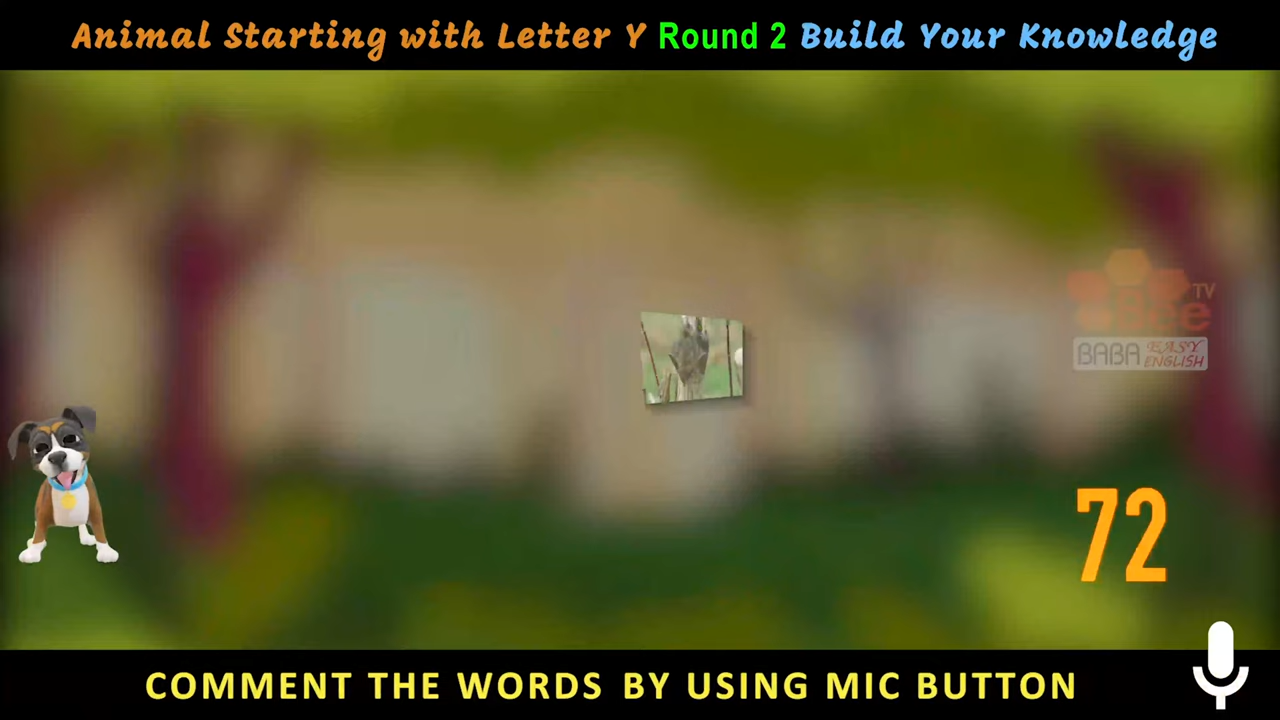 Animal Starting with Letter Y Round 2 Build Your Knowledge
Bee TV
BABA EASY ENGLISH
72
COMMENT THE WORDS BY USING MIC BUTTON